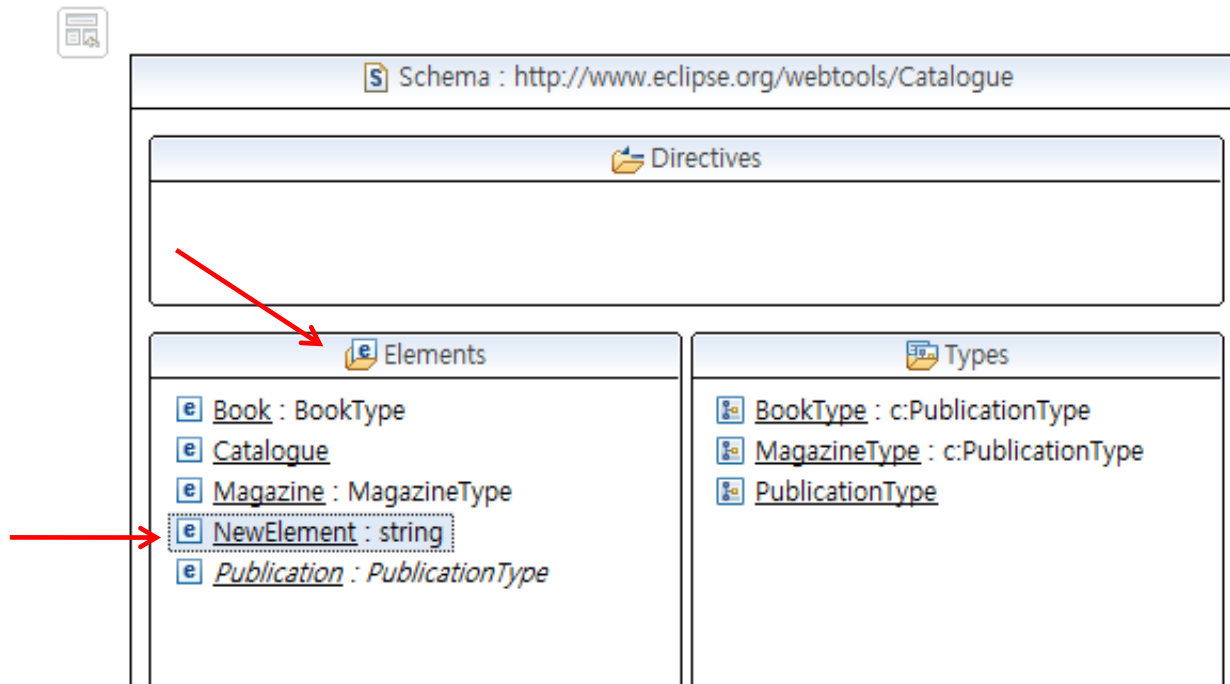 Schema : http://www.eclipse.org/webtools/Catalogue
Directives
Elements
Book : BookType
Catalogue
Magazine : MagazineType
NewElement : string
Publication : PublicationType
Types
BookType : c:PublicationType
MagazineType : c:PublicationType
PublicationType